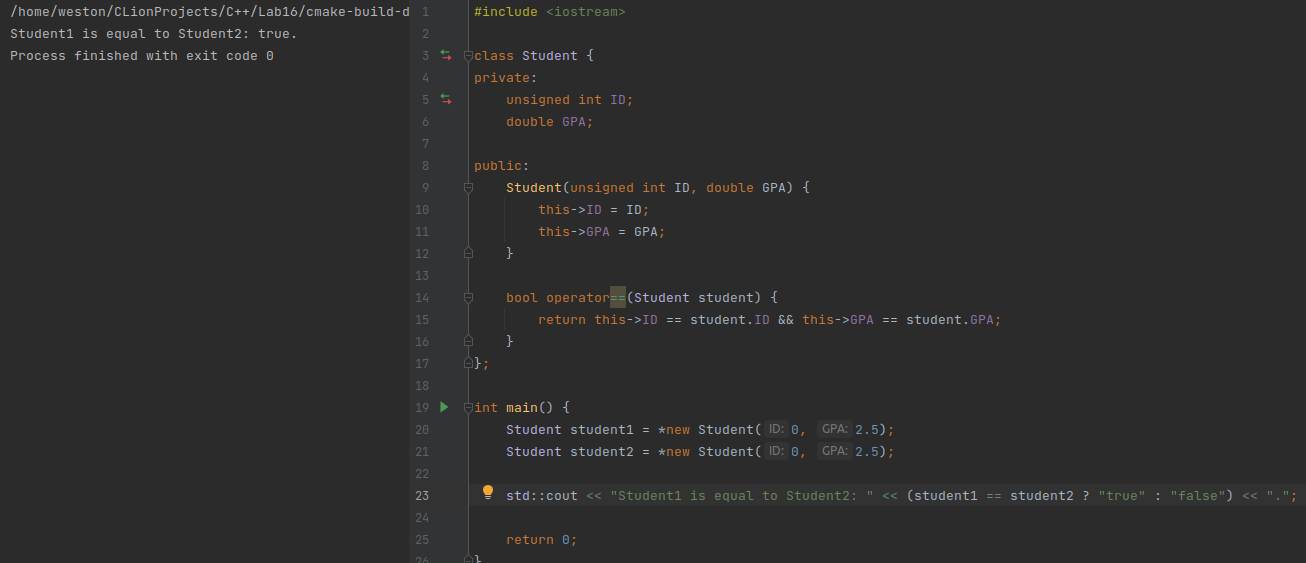 /home/weston/CLionProjects/C++/Lab16/cmake-build-d
Student1 is equal to Student2: true.
Process finished with exit code 0
1 #include <iostream>
2
3 class Student {
4 private:
5     unsigned int ID;
6     double GPA;
7
8 public:
9     Student(unsigned int ID, double GPA) {
10         this->ID = ID;
11         this->GPA = GPA;
12     }
13
14     bool operator==(Student student) {
15         return this->ID == student.ID && this->GPA == student.GPA;
16     }
17 };
18
19 int main() {
20     Student student1 = *new Student( ID: 0, GPA: 2.5);
21     Student student2 = *new Student( ID: 0, GPA: 2.5);
22
23     std::cout << "Student1 is equal to Student2: " << (student1 == student2 ? "true" : "false") << ".";
24
25     return 0;
26 }